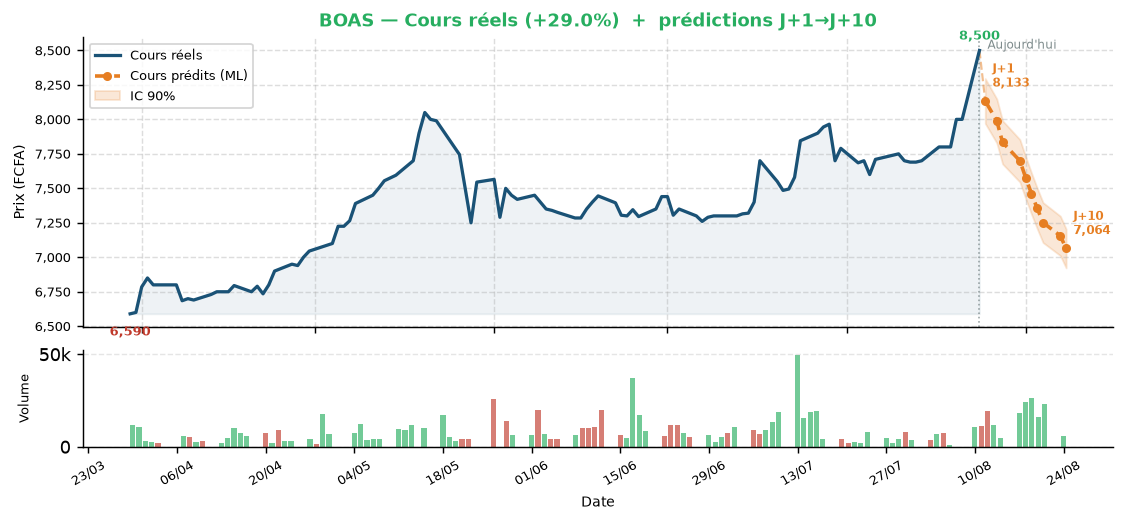 BOAS — Cours réels (+29.0%)  +  prédictions J+1→J+10
8,500
Aujourd'hui
Cours réels
Cours prédits (ML)
IC 90%
J+1
8,133
J+10
7,064
6,590
Prix (FCFA)
8,500
8,250
8,000
7,750
7,500
7,250
7,000
6,750
6,500
Volume
50k
0
23/03
06/04
20/04
04/05
18/05
01/06
15/06
29/06
13/07
27/07
10/08
24/08
Date